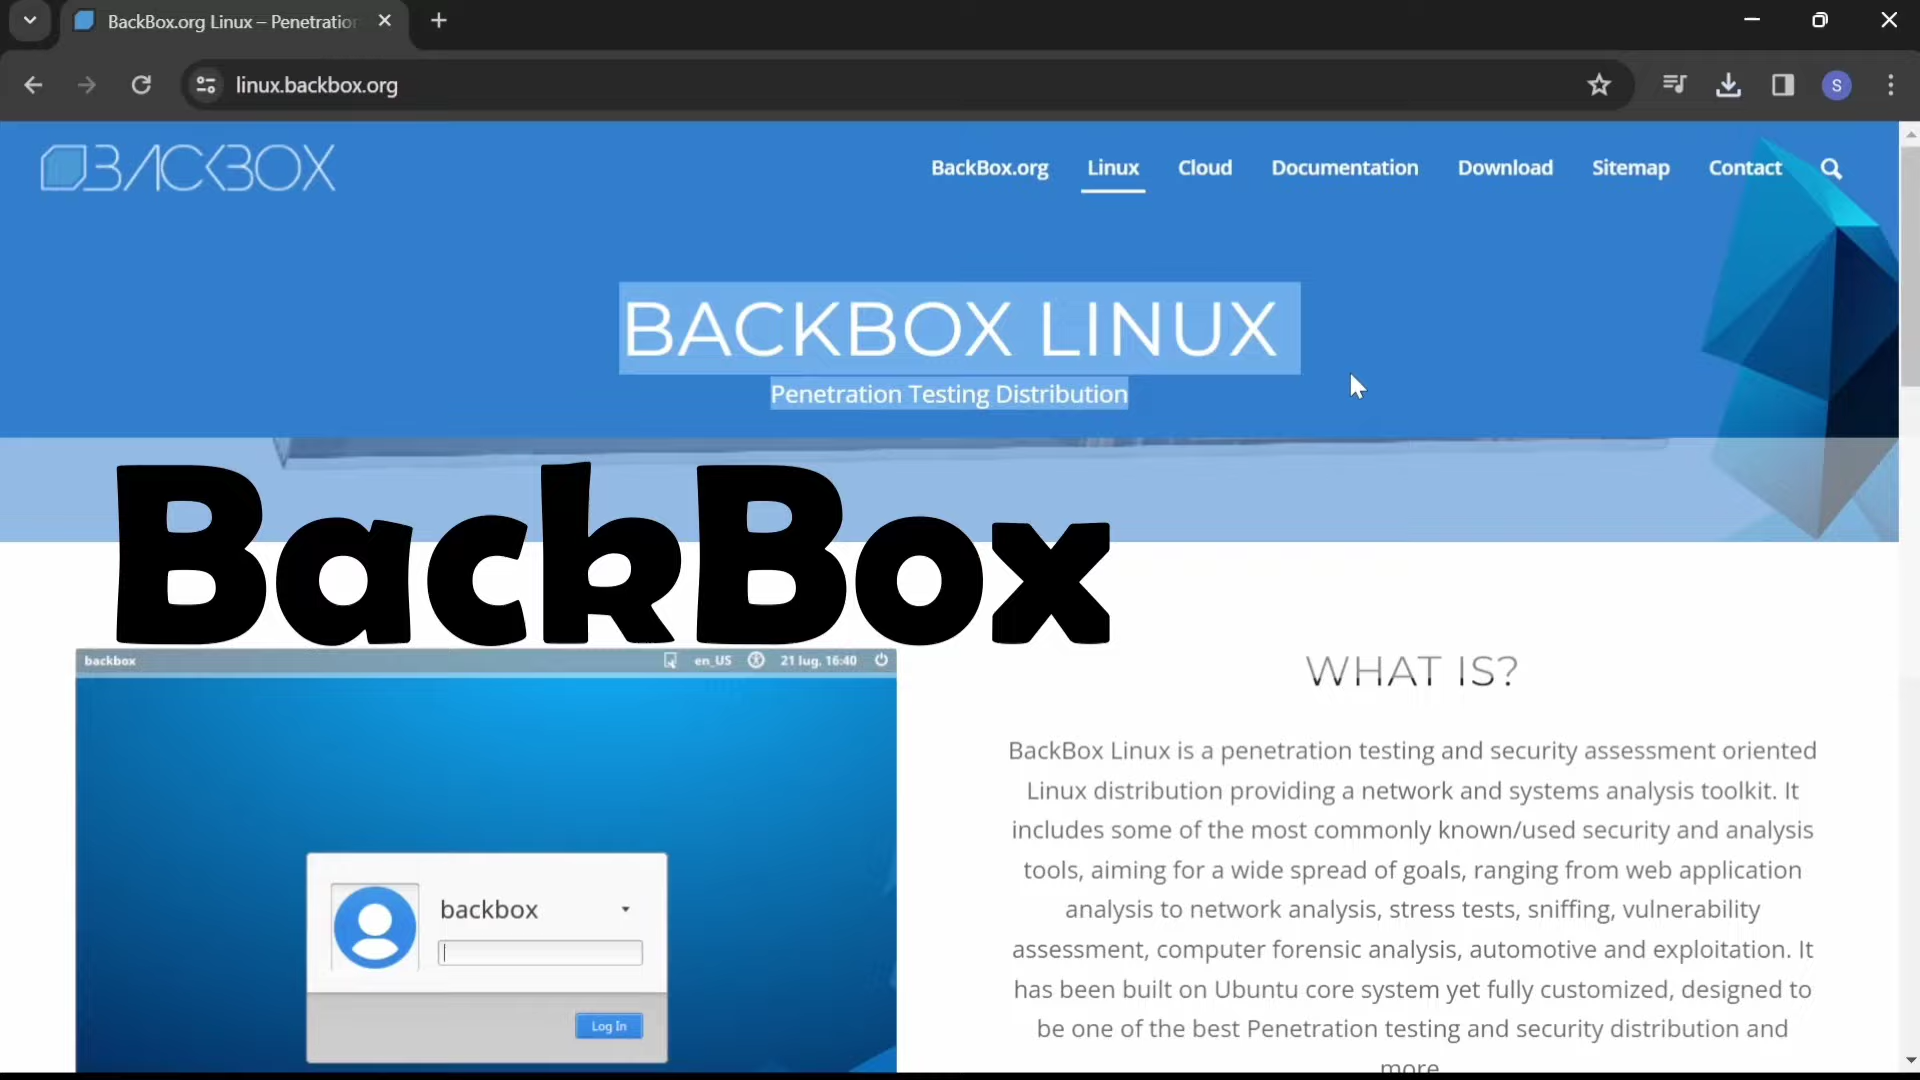 BackBox.org Linux – Penetration
linux.backbox.org
S
BACKBOX
BackBox.org Linux Cloud Documentation Download Sitemap Contact
BACKBOX LINUX
Penetration Testing Distribution
BackBox
backbox en_US 21 lug, 16:40
backbox
Log In
WHAT IS?
BackBox Linux is a penetration testing and security assessment oriented
Linux distribution providing a network and systems analysis toolkit. It
includes some of the most commonly known/used security and analysis
tools, aiming for a wide spread of goals, ranging from web application
analysis to network analysis, stress tests, sniffing, vulnerability
assessment, computer forensic analysis, automotive and exploitation. It
has been built on Ubuntu core system yet fully customized, designed to
be one of the best Penetration testing and security distribution and
more